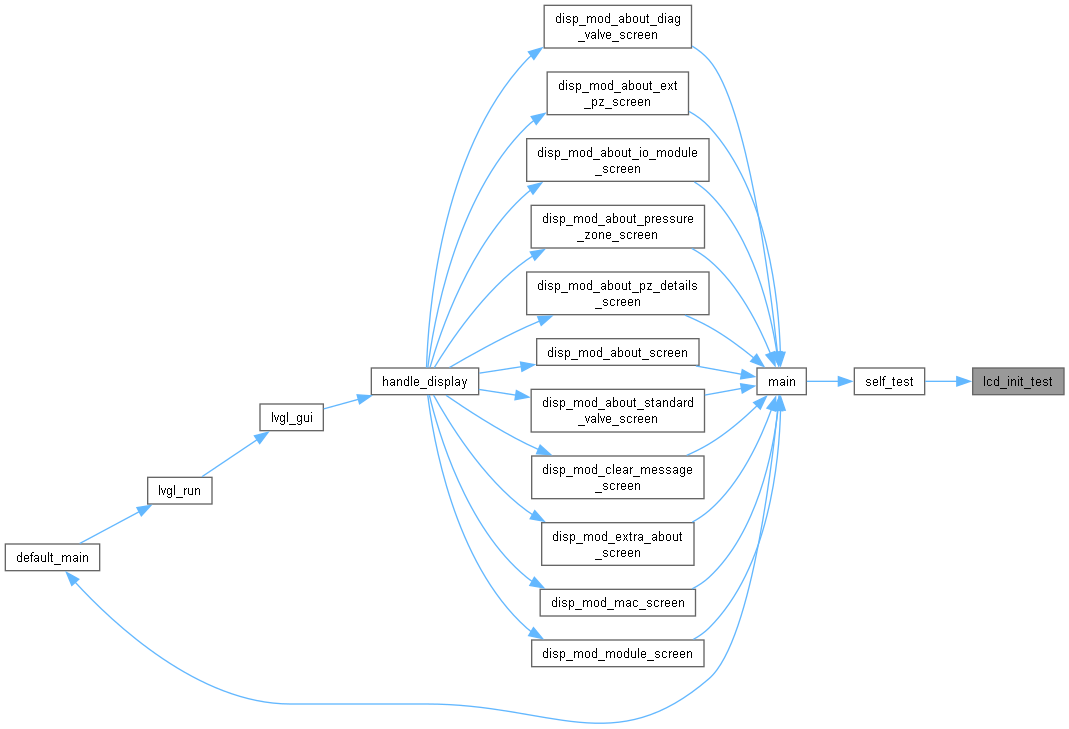 disp_mod_about_diag
_valve_screen
disp_mod_about_ext
_pz_screen
disp_mod_about_io_module
_screen
disp_mod_about_pressure
_zone_screen
disp_mod_about_pz_details
_screen
disp_mod_about_screen
handle_display
main
self_test
lcd_init_test
lvgl_gui
disp_mod_about_standard
_valve_screen
disp_mod_clear_message
_screen
lvgl_run
disp_mod_extra_about
_screen
default_main
disp_mod_mac_screen
disp_mod_module_screen